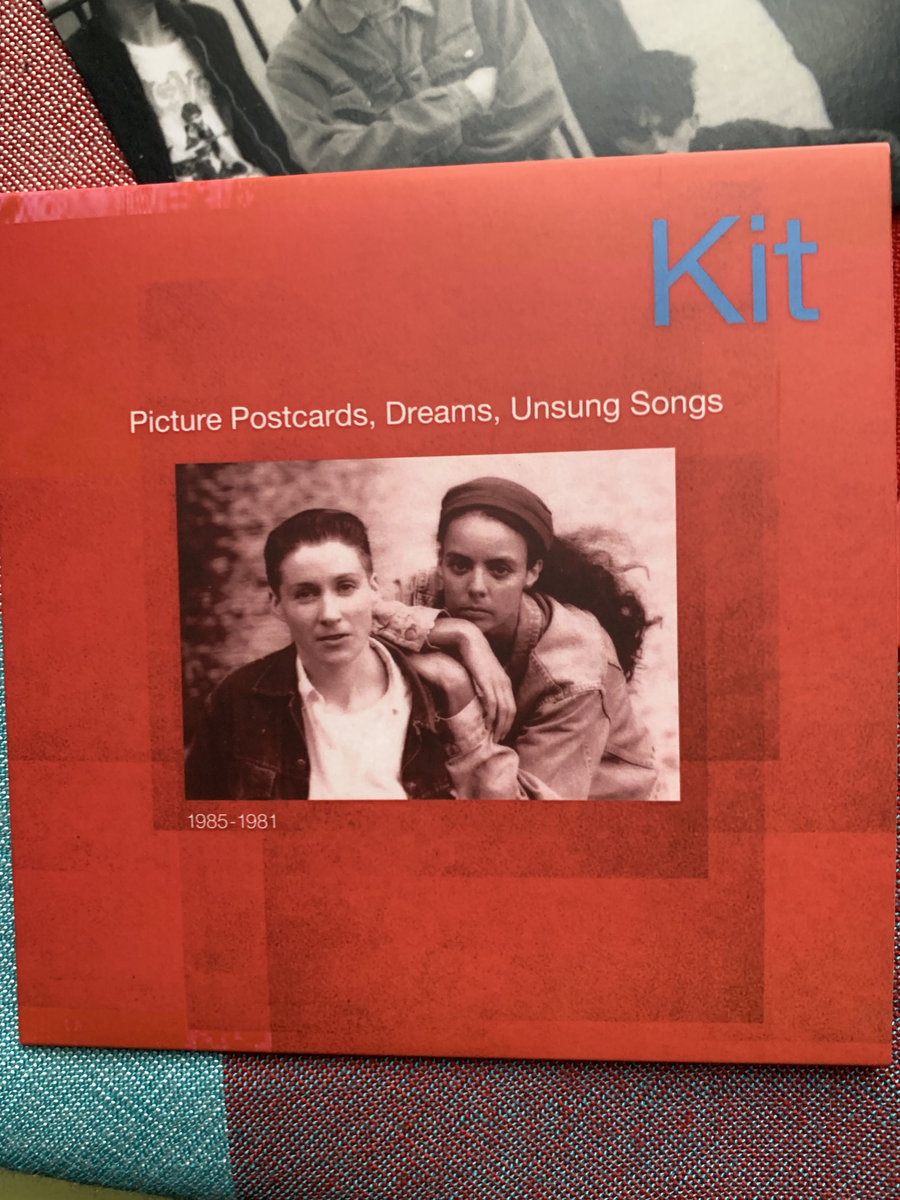 Kit
Picture Postcards, Dreams, Unsung Songs
1985-1981